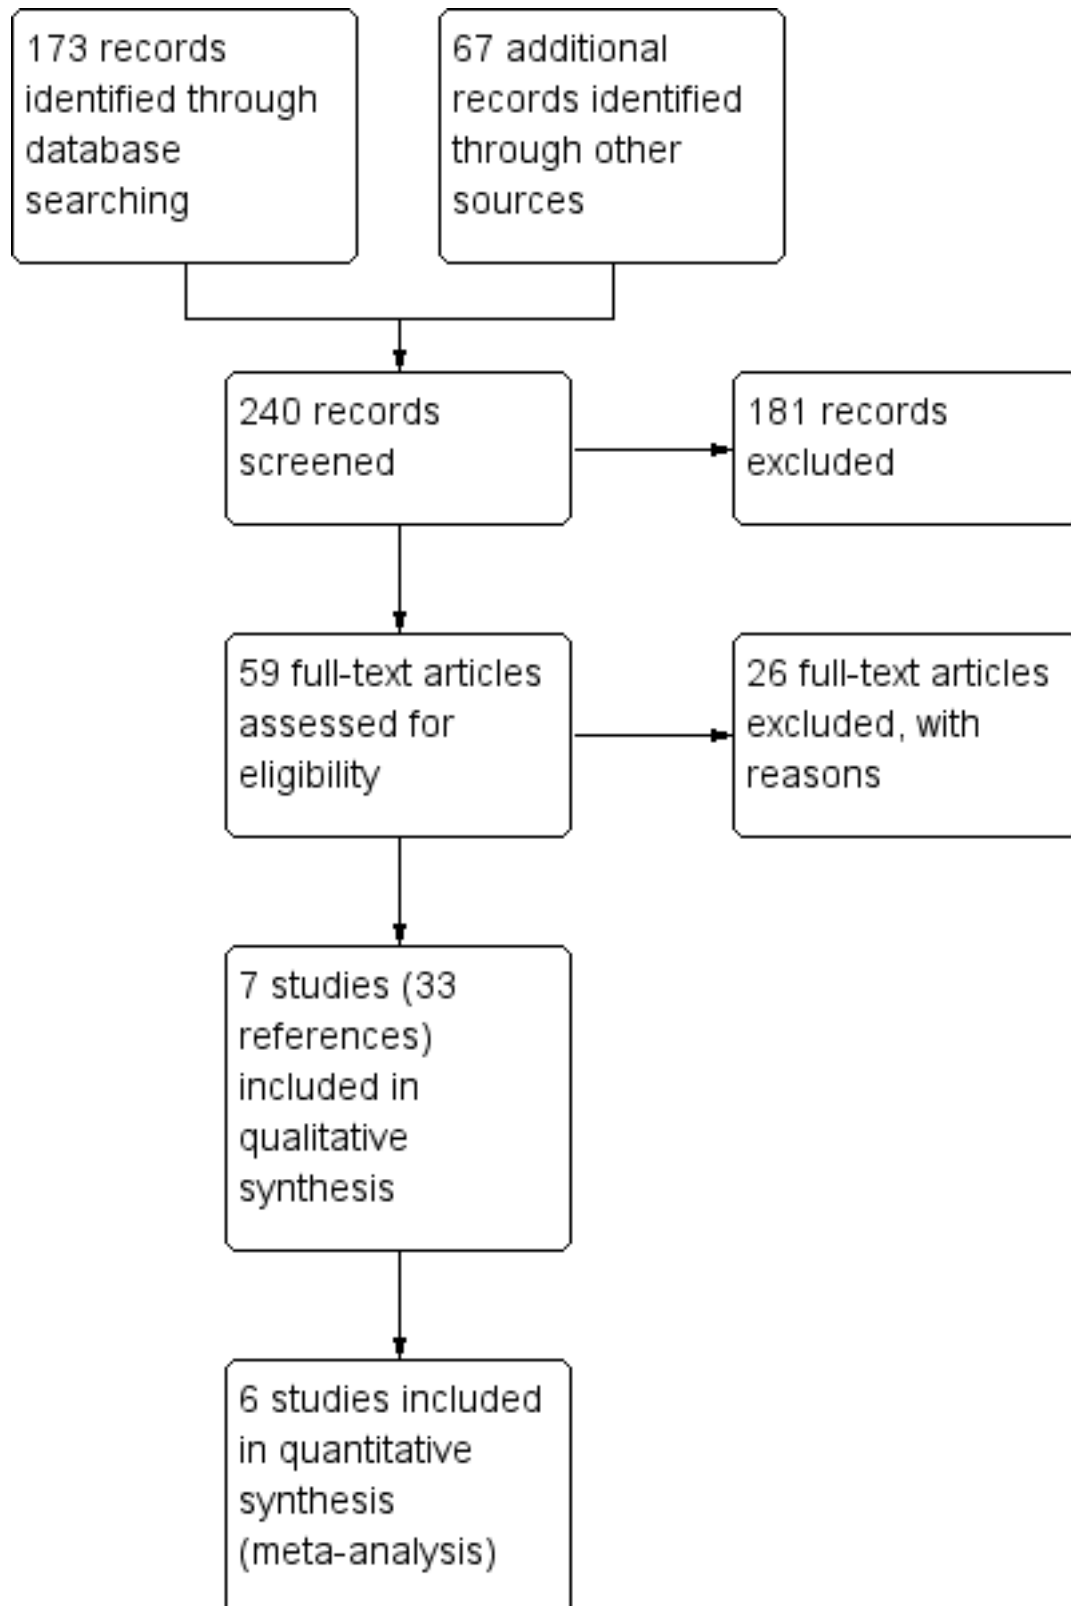 173 records
identified through
database
searching
67 additional
records identified
through other
sources
240 records
screened
181 records
excluded
59 full-text articles
assessed for
eligibility
26 full-text articles
excluded, with
reasons
7 studies (33
references)
included in
qualitative
synthesis
6 studies included
in quantitative
synthesis
(meta-analysis)